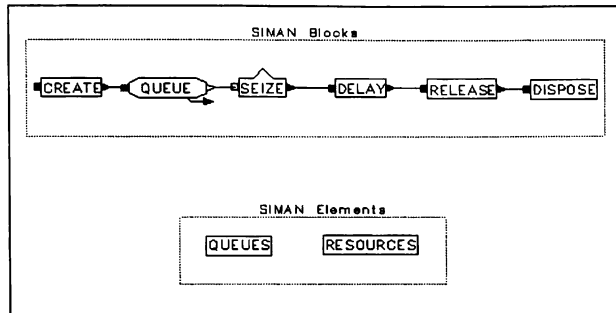 SIMAN Blocks
CREATE QUEUE SEIZE DELAY RELEASE DISPOSE
SIMAN Elements
QUEUES RESOURCES